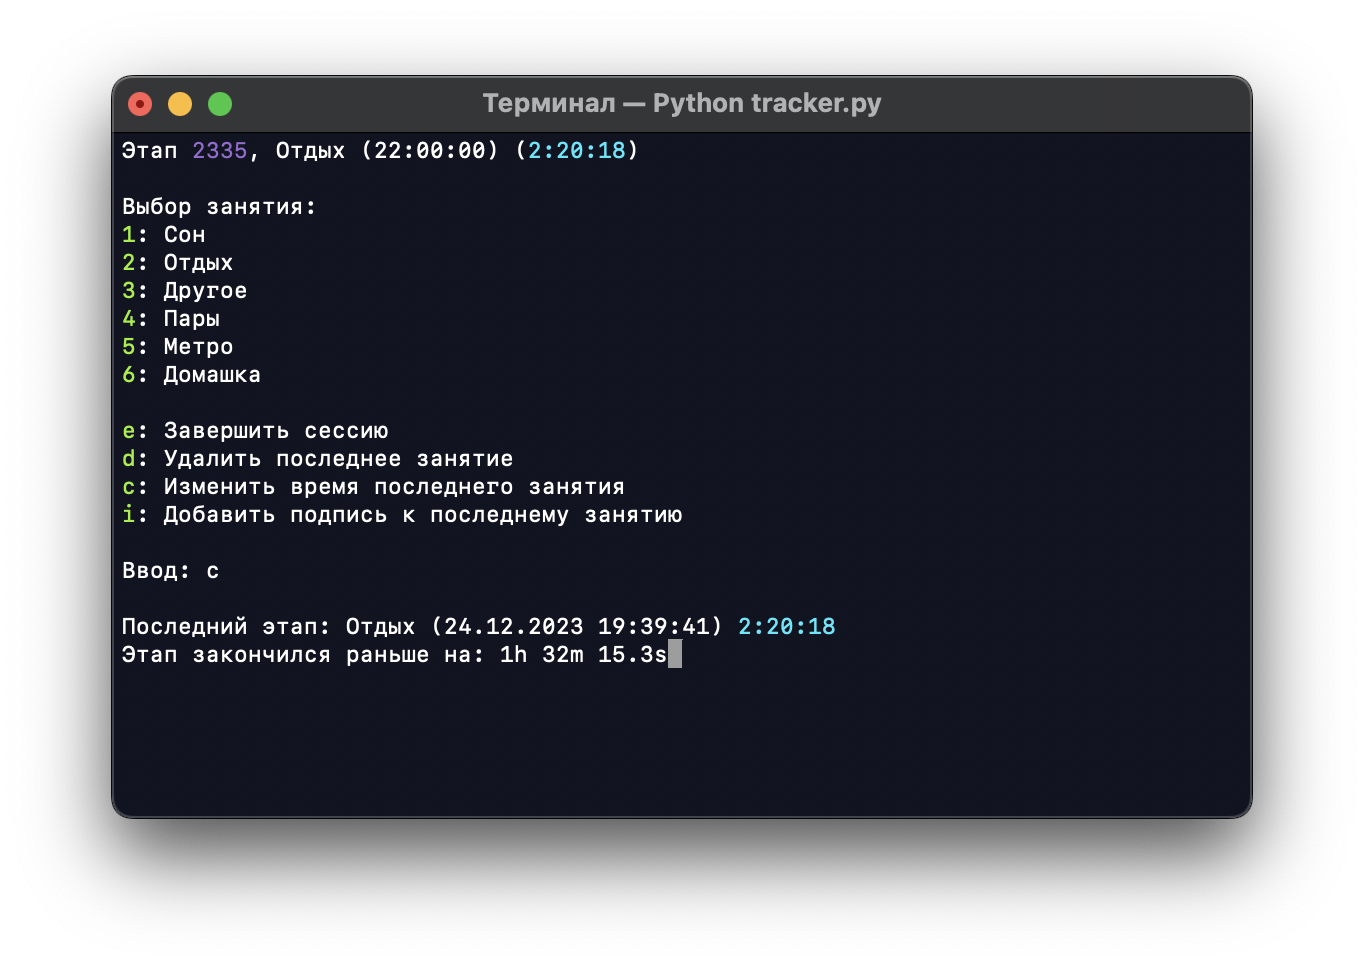 Терминал — Python tracker.py
Этап 2335, Отдых (22:00:00) (2:20:18)
Выбор занятия:
1: Сон
2: Отдых
3: Другое
4: Пары
5: Метро
6: Домашка
e: Завершить сессию
d: Удалить последнее занятие
c: Изменить время последнего занятия
i: Добавить подпись к последнему занятию
Ввод: c
Последний этап: Отдых (24.12.2023 19:39:41) 2:20:18
Этап закончился раньше на: 1h 32m 15.3s